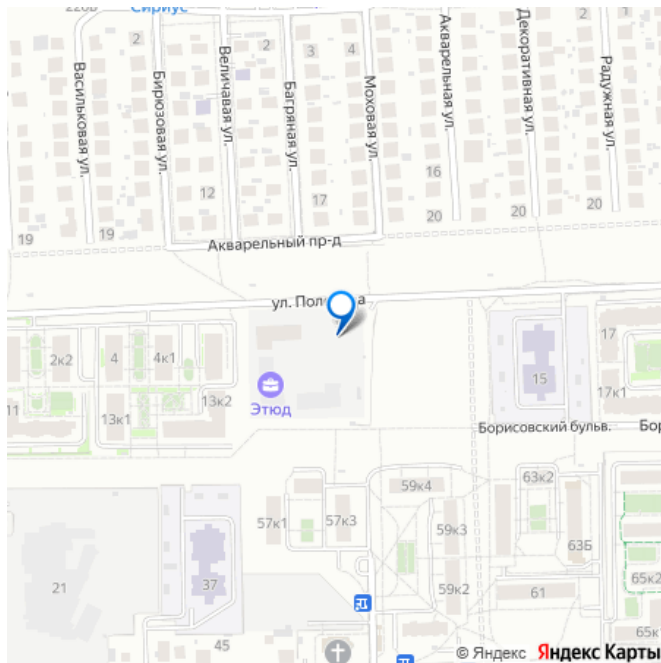 Сириус
2
2
3
4
2
2
Васильковая ул.
Бирюзовая ул.
Величавая ул.
Багряная ул.
Моховая ул.
Акварельная ул.
Декоративная ул.
Радужная ул.
12
17
16
19
19
20
20
20
Акварельный пр-д
ул.
2к2
4
4к1
17
15
17к1
Этюд
11
13к1
13к2
Борисовский бульв.
Бор
59к4
63к2
57к1
57к3
59к3
63Б
21
37
59к2
61
65к2
45
65к
© Яндекс Яндекс Карты